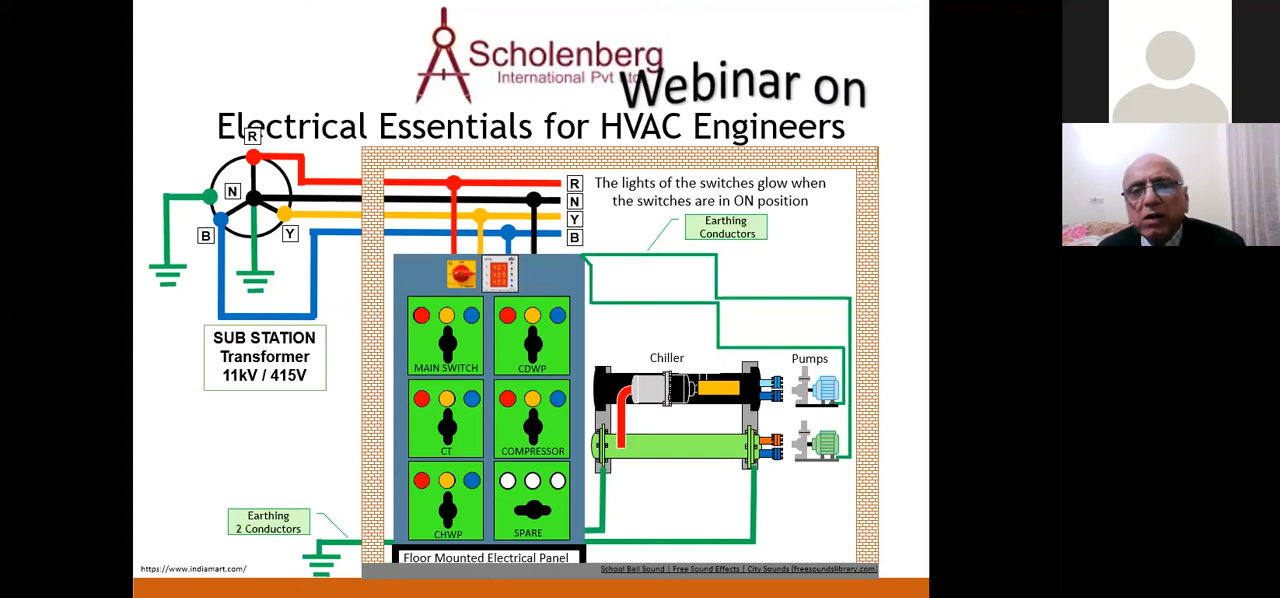 Scholenberg
International Pvt Ltd
Webinar on
Electrical Essentials for HVAC Engineers
R
N
B
Y
R
N
Y
B
The lights of the switches glow when
the switches are in ON position
Earthing
Conductors
SUB STATION
Transformer
11kV / 415V
MAIN SWITCH
CDWP
CT
COMPRESSOR
CHWP
SPARE
Chiller
Pumps
Earthing
2 Conductors
Floor Mounted Electrical Panel
https://www.indiamart.com/
School Bell Sound | Free Sound Effects | City Sounds (freesoundslibrary.com)